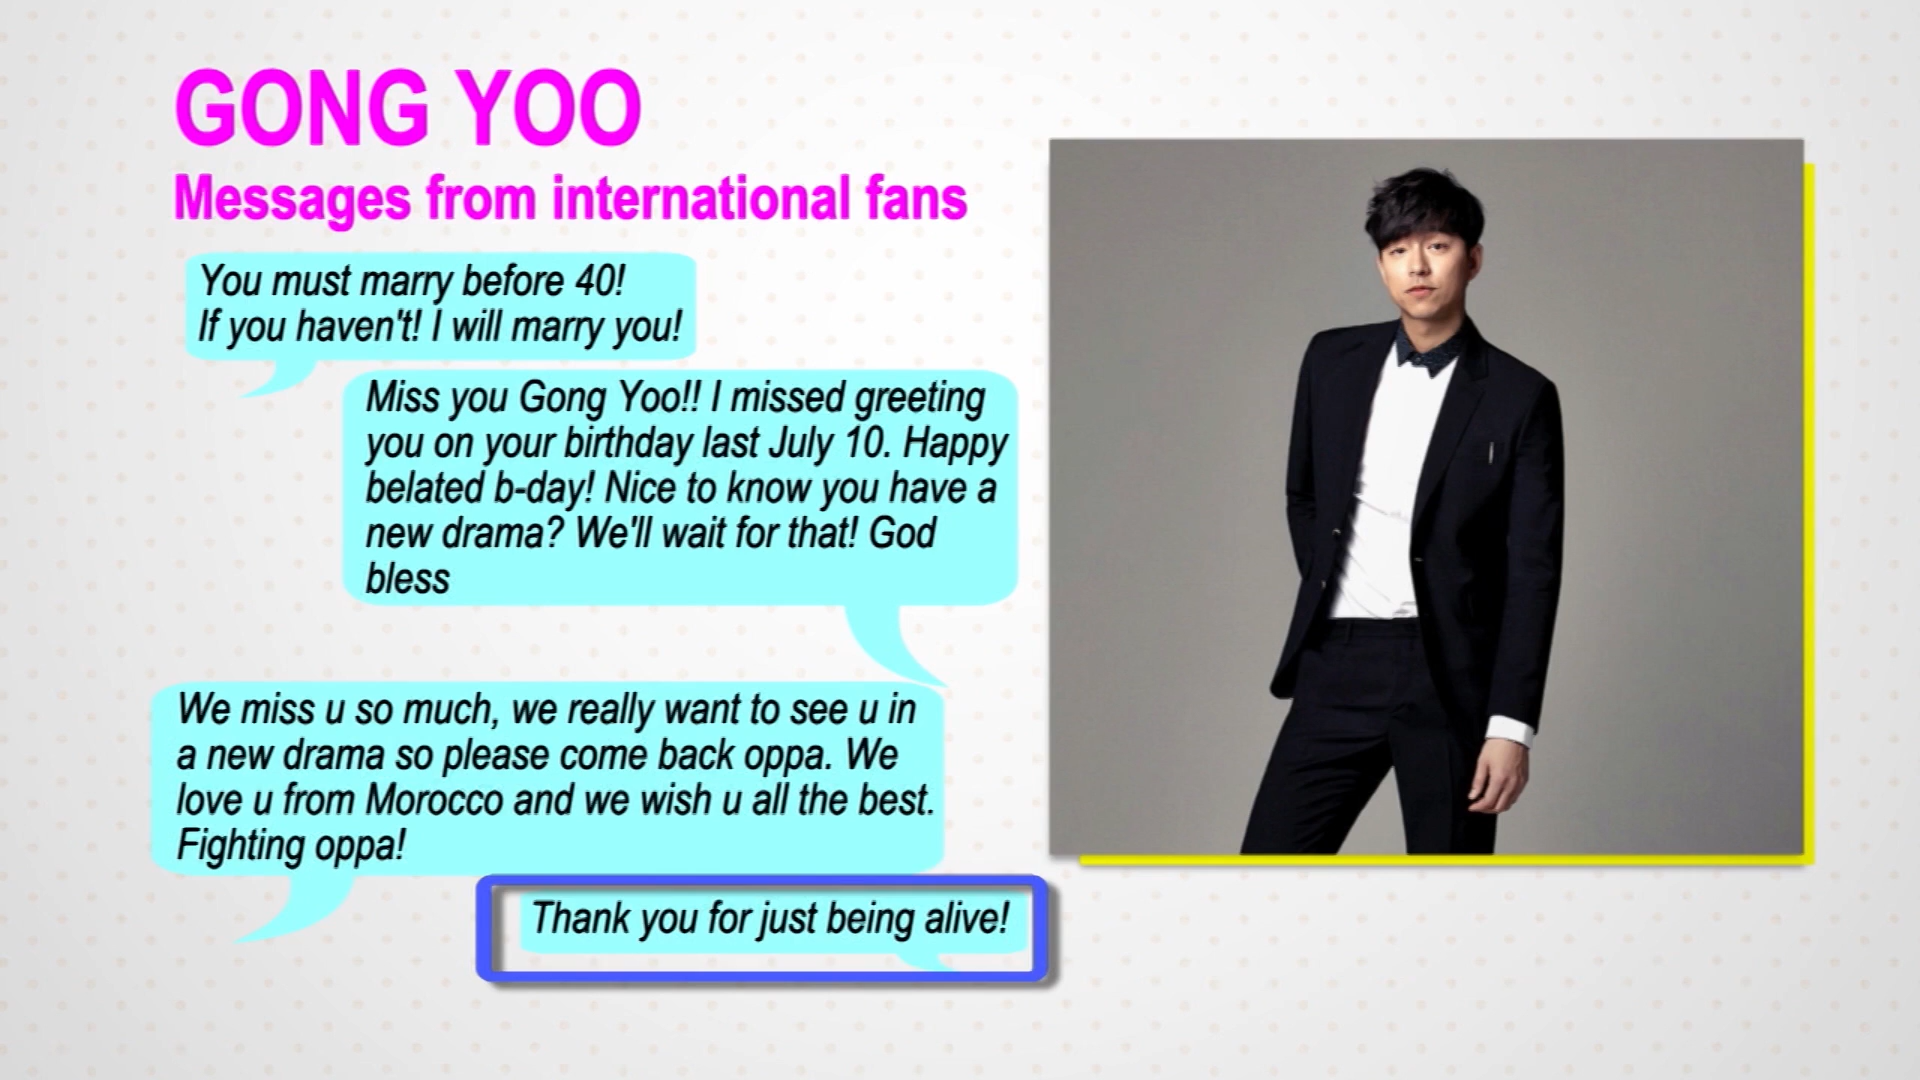 GONG YOO
Messages from international fans
You must marry before 40!
If you haven't! I will marry you!
Miss you Gong Yoo!! I missed greeting
you on your birthday last July 10. Happy
belated b-day! Nice to know you have a
new drama? We'll wait for that! God
bless
We miss u so much, we really want to see u in
a new drama so please come back oppa. We
love u from Morocco and we wish u all the best.
Fighting oppa!
Thank you for just being alive!